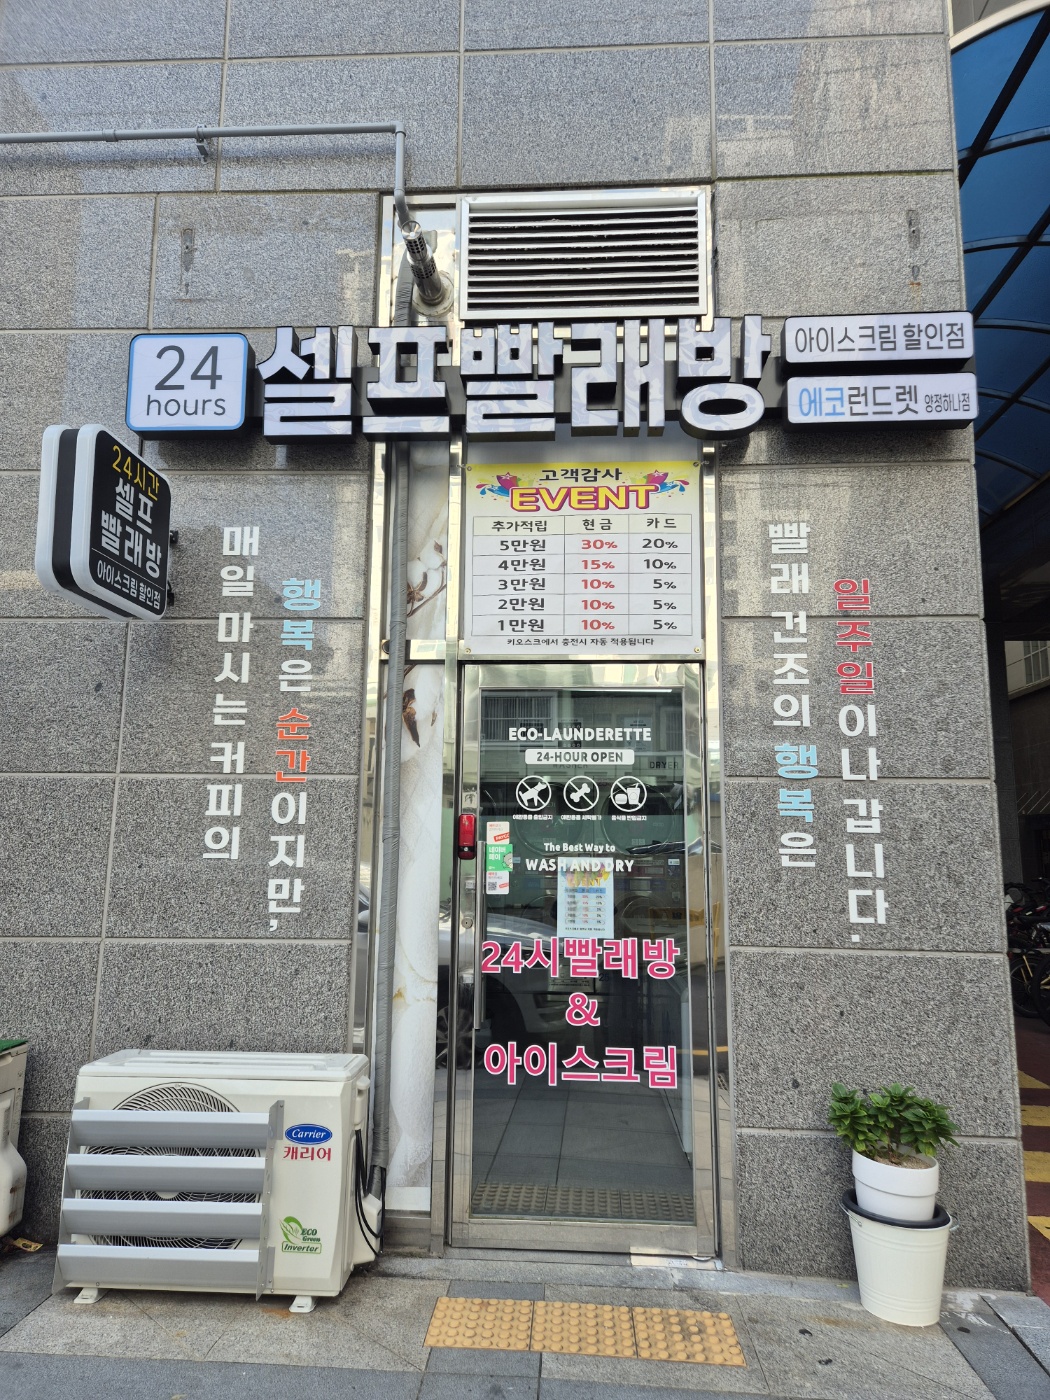 24
hours
셀프빨래방
아이스크림 할인점
에코런드렛 양정하나점
24시간
셀프
빨래방
아이스크림 할인점
고객감사
EVENT
추가적립 현금 카드
5만원 30% 20%
4만원 15% 10%
3만원 10% 5%
2만원 10% 5%
1만원 10% 5%
키오스크에서 충전시 자동 적용됩니다
매일 마시는 커피의
행복은 순간이지만,
빨래 건조의 행복은
일주일이나 갑니다.
ECO-LAUNDERETTE
24-HOUR OPEN
DRYER
The Best Way to
WASH AND DRY
24시빨래방
&
아이스크림
Carrier
캐리어
ECO
Green
Inverter